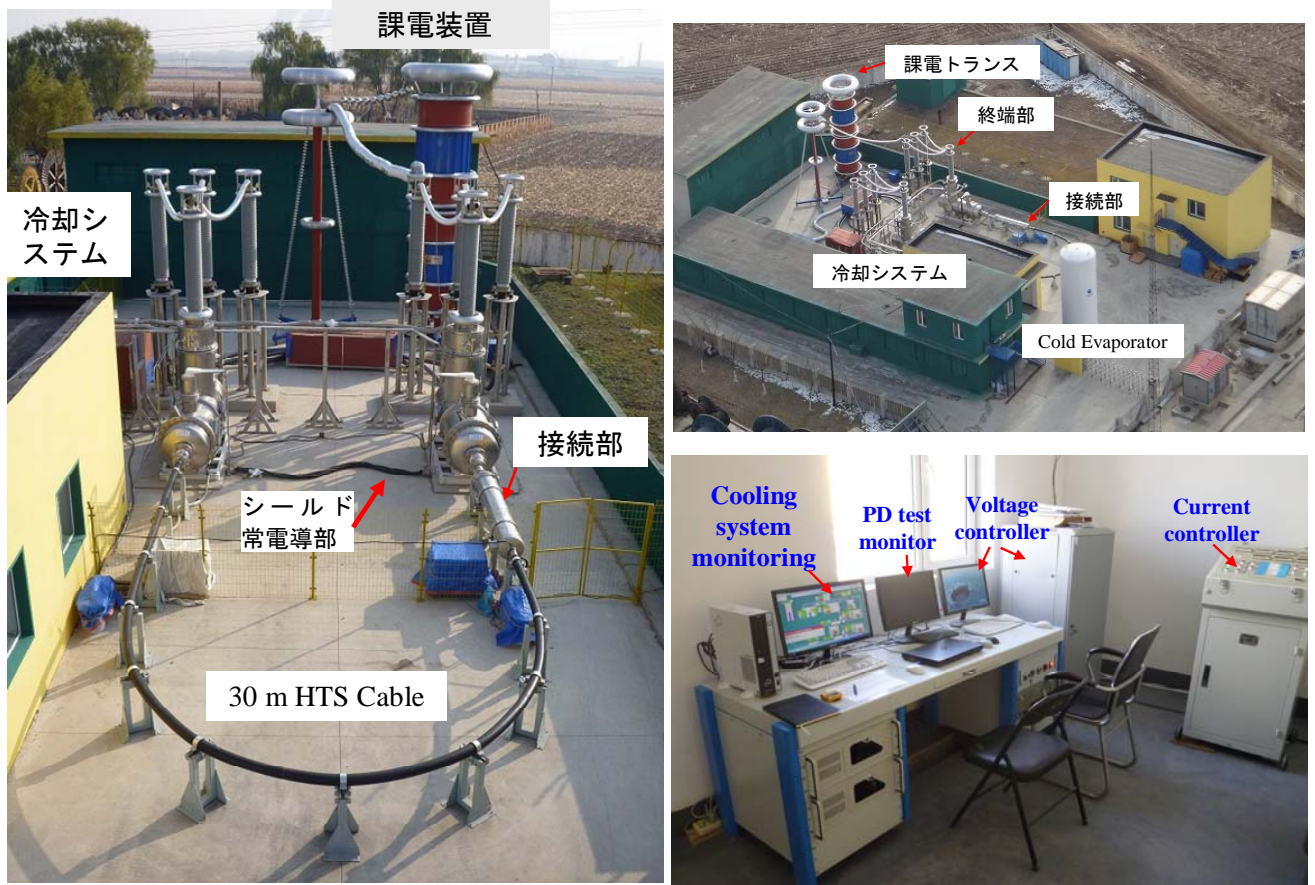 課電装置
冷却シ
ステム
接続部
シールド
常電導部
30 m HTS Cable
課電トランス
終端部
接続部
冷却システム
Cold Evaporator
Cooling
system
monitoring
PD test
monitor
Voltage
controller
Current
controller